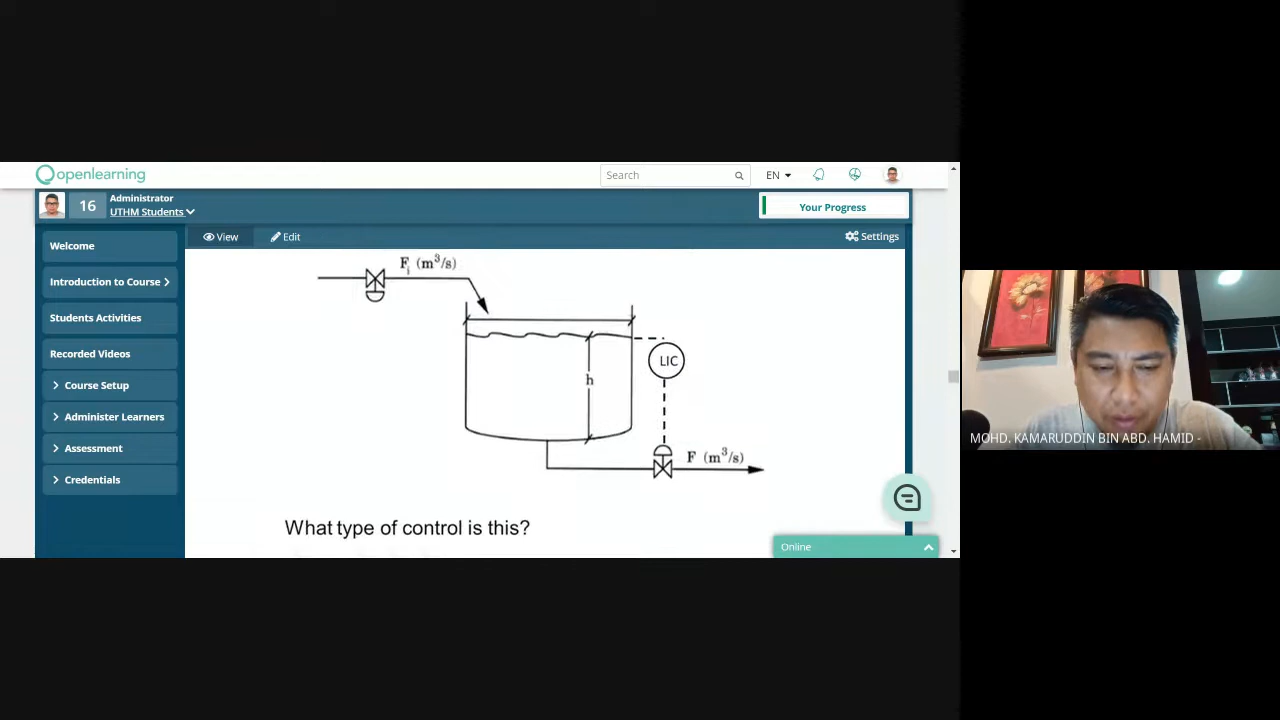 openlearning
Search
EN
16
Administrator
UTHM Students
Your Progress
View
Edit
Settings
Welcome
Introduction to Course
Students Activities
Recorded Videos
Course Setup
Administer Learners
Assessment
Credentials
Fi (m³/s)
LIC
h
F (m³/s)
What type of control is this?
Online
MOHD. KAMARUDDIN BIN ABD. HAMID -